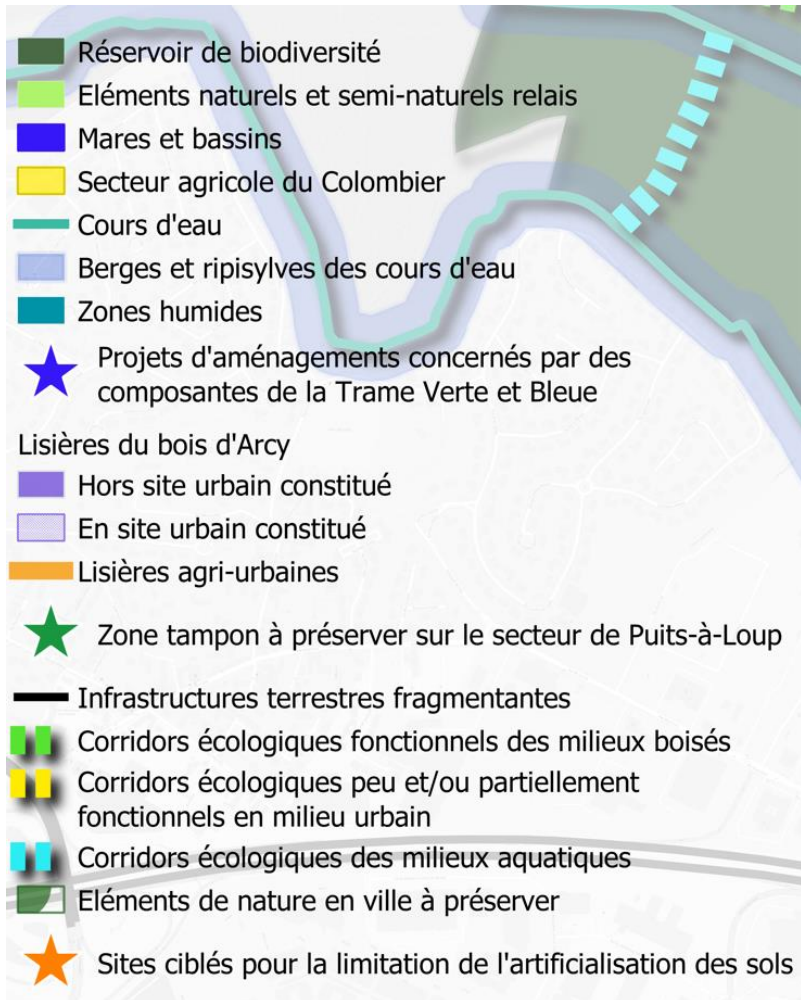 Réservoir de biodiversité
Eléments naturels et semi-naturels relais
Mares et bassins
Secteur agricole du Colombier
Cours d'eau
Berges et ripisylves des cours d'eau
Zones humides
Projets d'aménagements concernés par des
composantes de la Trame Verte et Bleue
Lisières du bois d'Arcy
Hors site urbain constitué
En site urbain constitué
Lisières agri-urbaines
Zone tampon à préserver sur le secteur de Puits-à-Loup
Infrastructures terrestres fragmentantes
Corridors écologiques fonctionnels des milieux boisés
Corridors écologiques peu et/ou partiellement
fonctionnels en milieu urbain
Corridors écologiques des milieux aquatiques
Eléments de nature en ville à préserver
Sites ciblés pour la limitation de l'artificialisation des sols